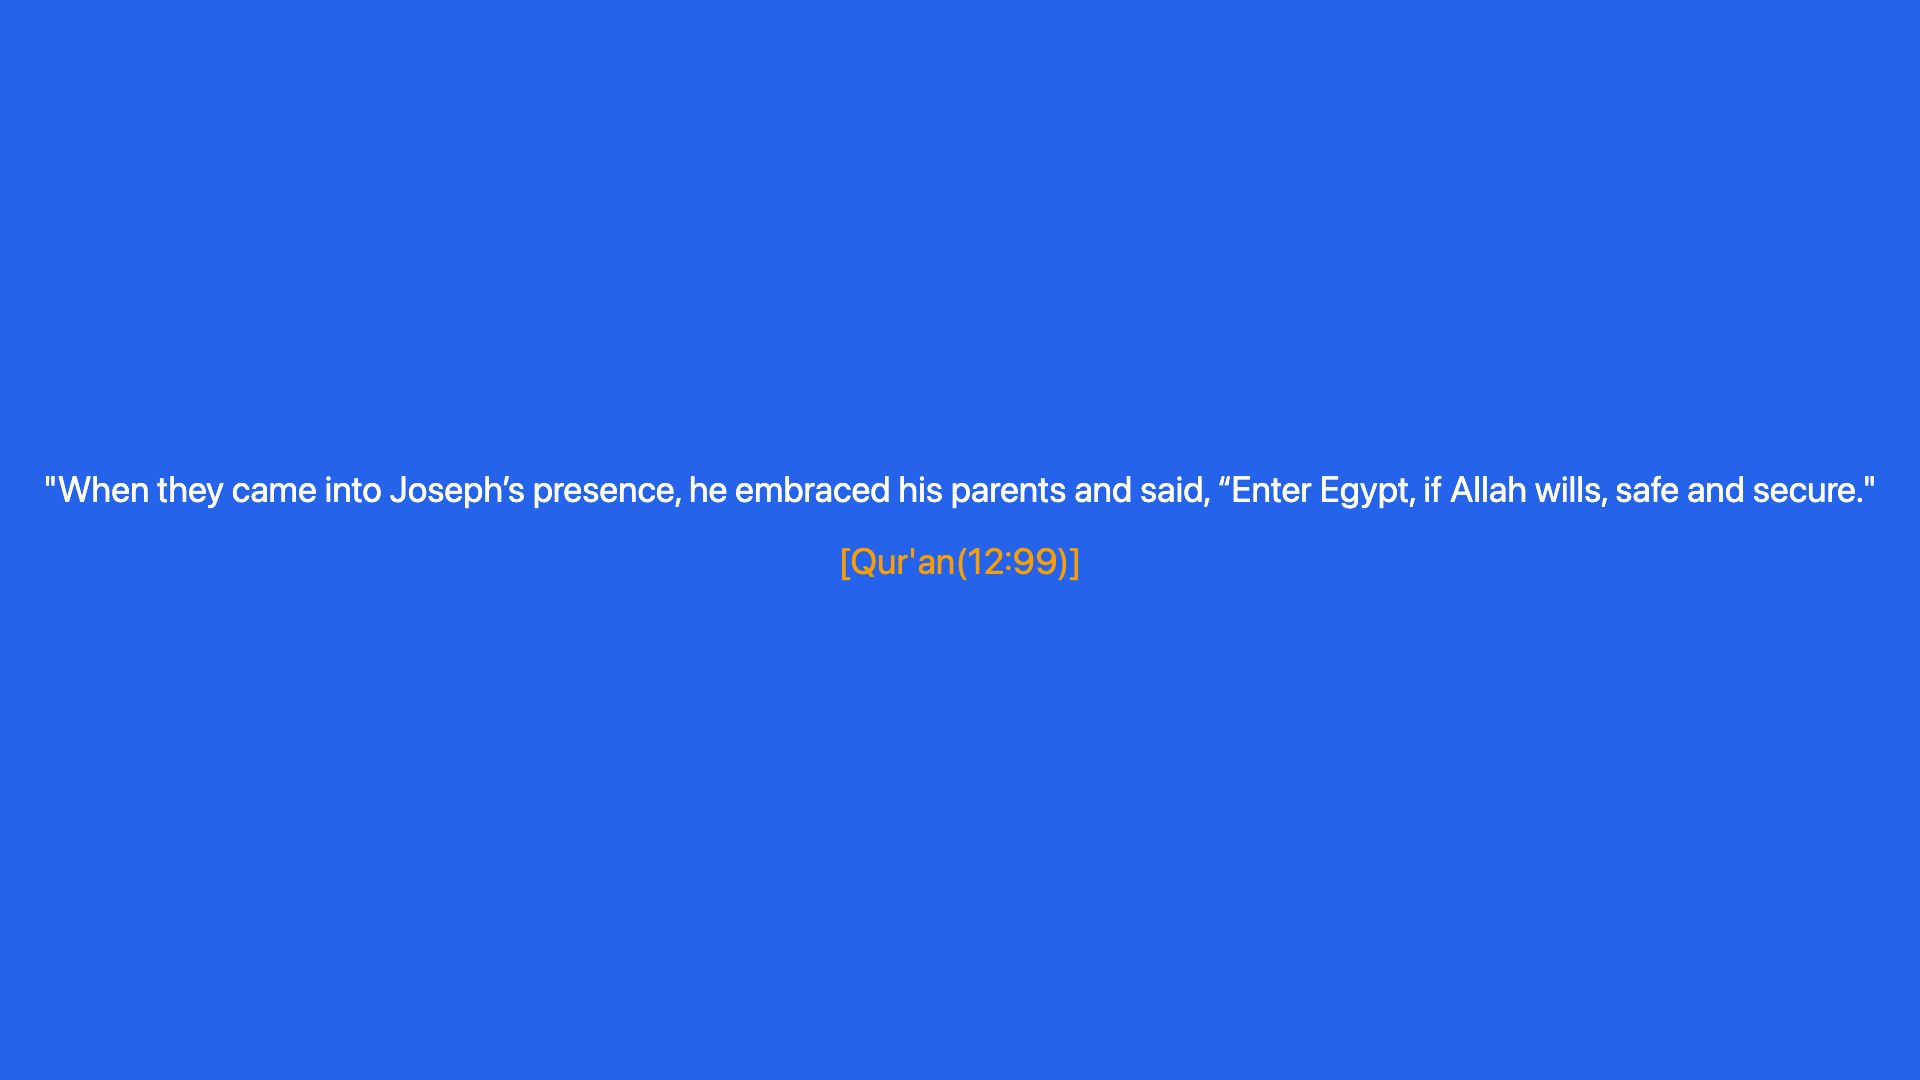 "When they came into Joseph’s presence, he embraced his parents and said, “Enter Egypt, if Allah wills, safe and secure."
[Qur'an(12:99)]